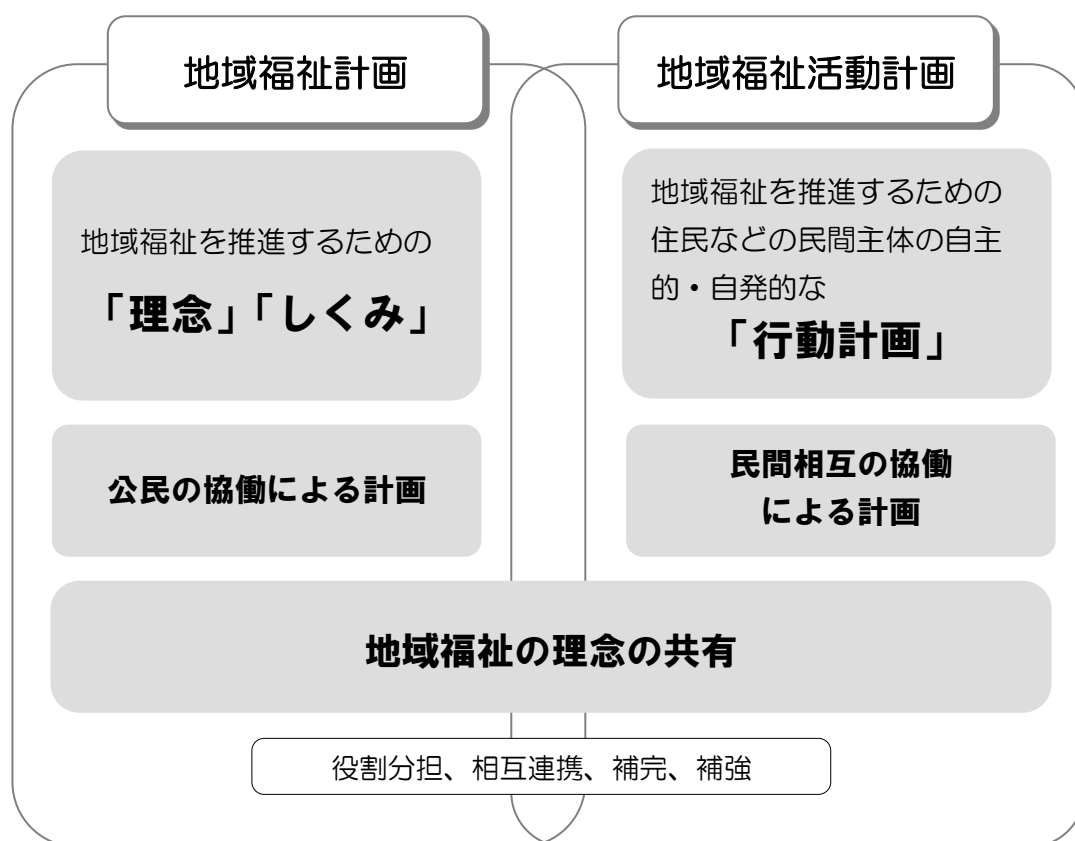 地域福祉計画
地域福祉を推進するための
「理念」「しくみ」
公民の協働による計画
地域福祉活動計画
地域福祉を推進するための
住民などの民間主体の自主
的・自発的な
「行動計画」
民間相互の協働
による計画
地域福祉の理念の共有
役割分担、相互連携、補完、補強